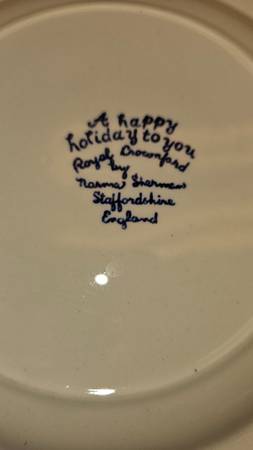 A happy
holiday to you
Royal Crownford
by
Norma Sherman
Staffordshire
England